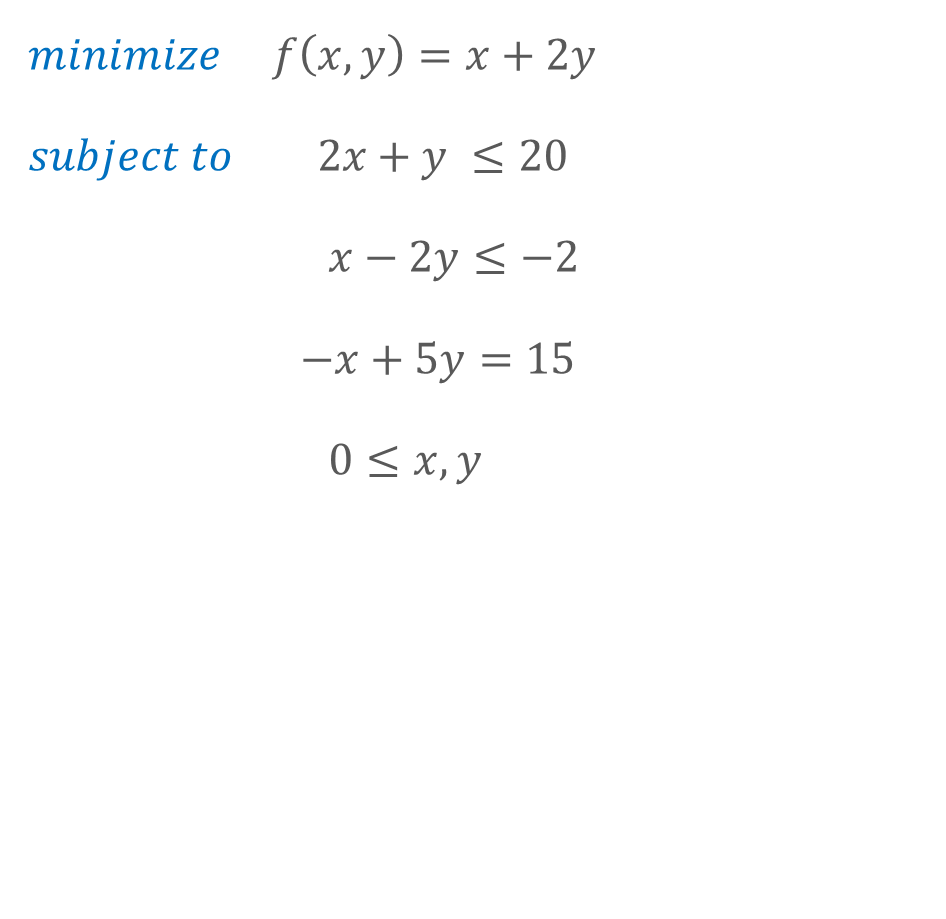 minimize f(x, y) = x + 2y
subject to 2x + y ≤ 20
x − 2y ≤ −2
−x + 5y = 15
0 ≤ x, y